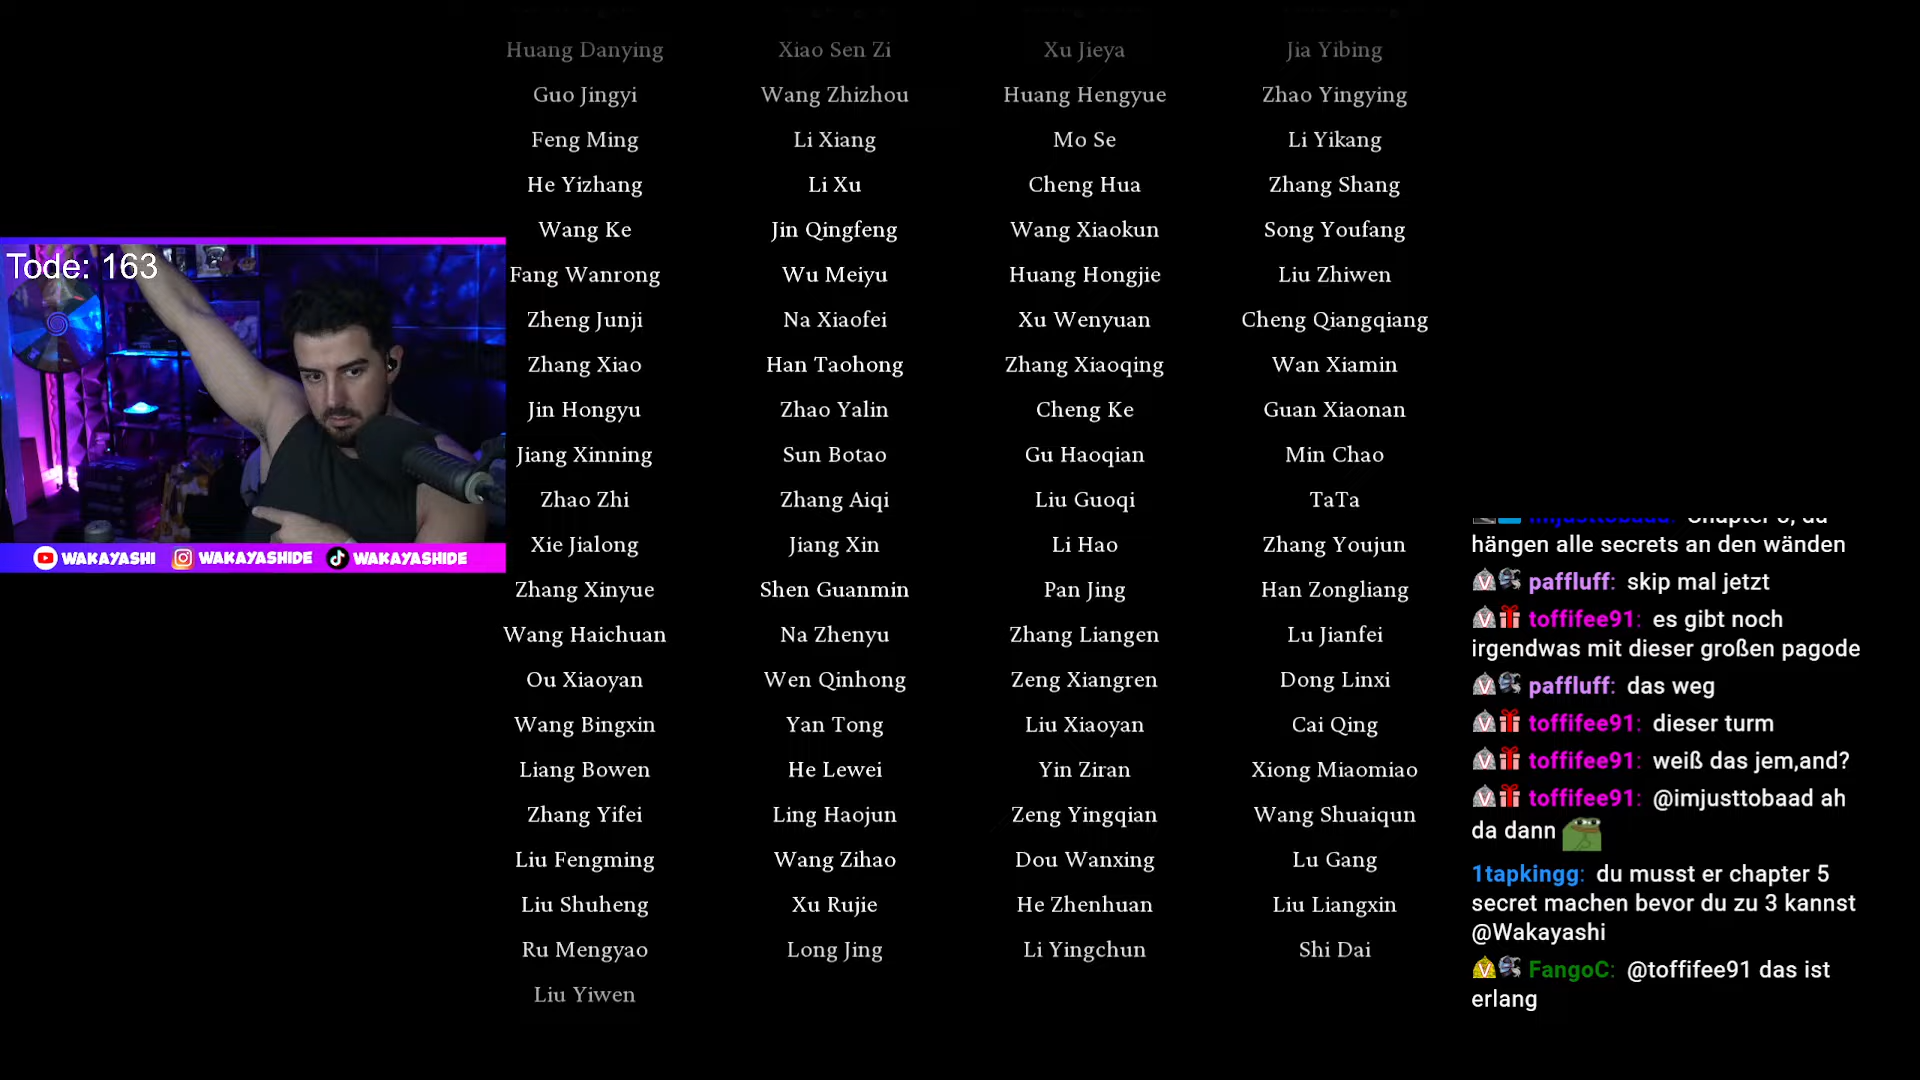 Huang Danying Xiao Sen Zi Xu Jieya Jia Yibing
Guo Jingyi Wang Zhizhou Huang Hengyue Zhao Yingying
Feng Ming Li Xiang Mo Se Li Yikang
He Yizhang Li Xu Cheng Hua Zhang Shang
Wang Ke Jin Qingfeng Wang Xiaokun Song Youfang
Fang Wanrong Wu Meiyu Huang Hongjie Liu Zhiwen
Zheng Junji Na Xiaofei Xu Wenyuan Cheng Qiangqiang
Zhang Xiao Han Taohong Zhang Xiaoqing Wan Xiamin
Jin Hongyu Zhao Yalin Cheng Ke Guan Xiaonan
Jiang Xinning Sun Botao Gu Haoqian Min Chao
Zhao Zhi Zhang Aiqi Liu Guoqi TaTa
Xie Jialong Jiang Xin Li Hao Zhang Youjun
Zhang Xinyue Shen Guanmin Pan Jing Han Zongliang
Wang Haichuan Na Zhenyu Zhang Liangen Lu Jianfei
Ou Xiaoyan Wen Qinhong Zeng Xiangren Dong Linxi
Wang Bingxin Yan Tong Liu Xiaoyan Cai Qing
Liang Bowen He Lewei Yin Ziran Xiong Miaomiao
Zhang Yifei Ling Haojun Zeng Yingqian Wang Shuaiqun
Liu Fengming Wang Zihao Dou Wanxing Lu Gang
Liu Shuheng Xu Rujie He Zhenhuan Liu Liangxin
Ru Mengyao Long Jing Li Yingchun Shi Dai
Liu Yiwen
Tode: 163
WAKAYASHI WAKAYASHIDE WAKAYASHIDE
imjusttobaad: Chapter 6, da
hängen alle secrets an den wänden
paffluff: skip mal jetzt
toffifee91: es gibt noch
irgendwas mit dieser großen pagode
paffluff: das weg
toffifee91: dieser turm
toffifee91: weiß das jem,and?
toffifee91: @imjusttobaad ah
da dann
1tapkingg: du musst er chapter 5
secret machen bevor du zu 3 kannst
@Wakayashi
FangoC: @toffifee91 das ist
erlang